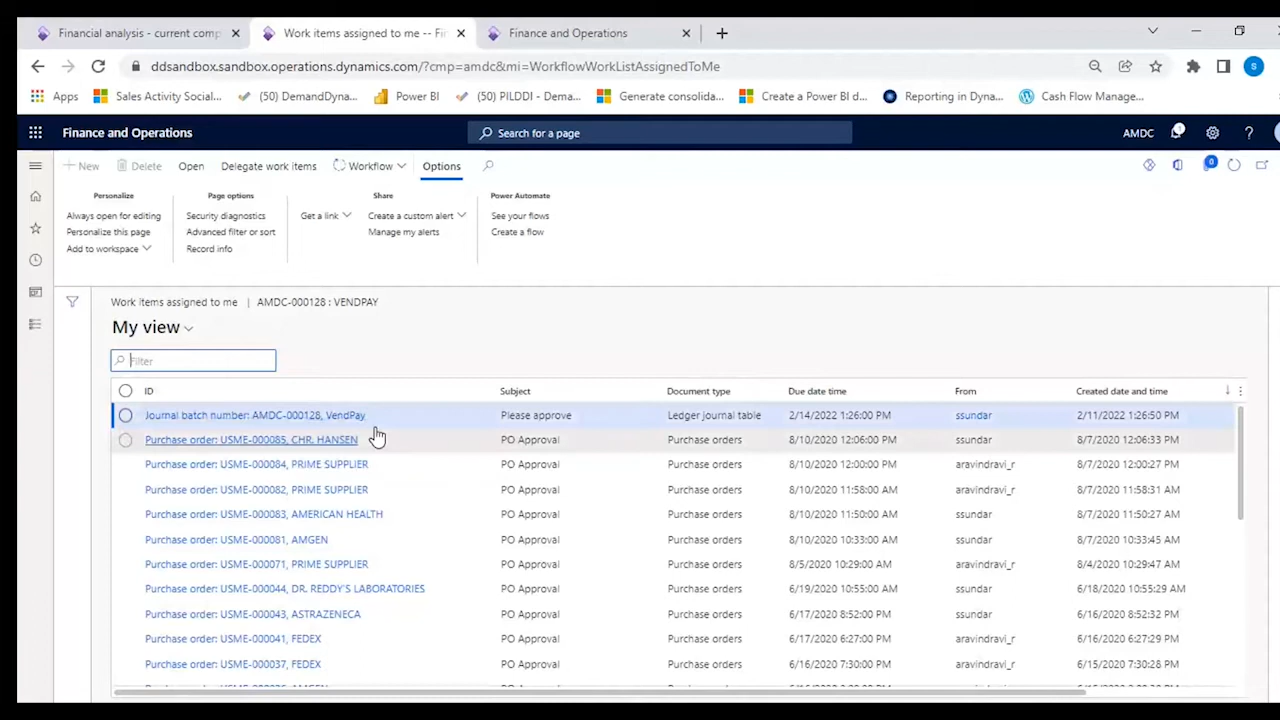 Financial analysis - current comp
Work items assigned to me -- Fin
Finance and Operations
ddsandbox.sandbox.operations.dynamics.com/?cmp=amdc&mi=WorkflowWorkListAssignedToMe
S
Apps
Sales Activity Social...
(50) DemandDyna...
Power BI
(50) PILDDI - Dema...
Generate consolida...
Create a Power BI d...
Reporting in Dyna...
Cash Flow Manage...
Finance and Operations
Search for a page
AMDC
1
?
New
Delete
Open
Delegate work items
Workflow
Options
0
Personalize
Page options
Share
Power Automate
Always open for editing
Security diagnostics
Get a link
Create a custom alert
See your flows
Personalize this page
Advanced filter or sort
Manage my alerts
Create a flow
Add to workspace
Record info
Work items assigned to me | AMDC-000128 : VENDPAY
My view
Filter
ID Subject Document type Due date time From Created date and time
Journal batch number: AMDC-000128, VendPay Please approve Ledger journal table 2/14/2022 1:26:00 PM ssundar 2/11/2022 1:26:50 PM
Purchase order: USME-000085, CHR. HANSEN PO Approval Purchase orders 8/10/2020 12:06:00 PM ssundar 8/7/2020 12:06:33 PM
Purchase order: USME-000084, PRIME SUPPLIER PO Approval Purchase orders 8/10/2020 12:00:00 PM aravindravi_r 8/7/2020 12:00:27 PM
Purchase order: USME-000082, PRIME SUPPLIER PO Approval Purchase orders 8/10/2020 11:58:00 AM aravindravi_r 8/7/2020 11:58:31 AM
Purchase order: USME-000083, AMERICAN HEALTH PO Approval Purchase orders 8/10/2020 11:50:00 AM ssundar 8/7/2020 11:50:27 AM
Purchase order: USME-000081, AMGEN PO Approval Purchase orders 8/10/2020 10:33:00 AM ssundar 8/7/2020 10:33:45 AM
Purchase order: USME-000071, PRIME SUPPLIER PO Approval Purchase orders 8/5/2020 10:29:00 AM aravindravi_r 8/4/2020 10:29:47 AM
Purchase order: USME-000044, DR. REDDY'S LABORATORIES PO Approval Purchase orders 6/19/2020 10:55:00 AM ssundar 6/18/2020 10:55:29 AM
Purchase order: USME-000043, ASTRAZENECA PO Approval Purchase orders 6/17/2020 8:52:00 PM ssundar 6/16/2020 8:52:32 PM
Purchase order: USME-000041, FEDEX PO Approval Purchase orders 6/17/2020 6:27:00 PM aravindravi_r 6/16/2020 6:27:29 PM
Purchase order: USME-000037, FEDEX PO Approval Purchase orders 6/16/2020 7:30:00 PM aravindravi_r 6/15/2020 7:30:28 PM